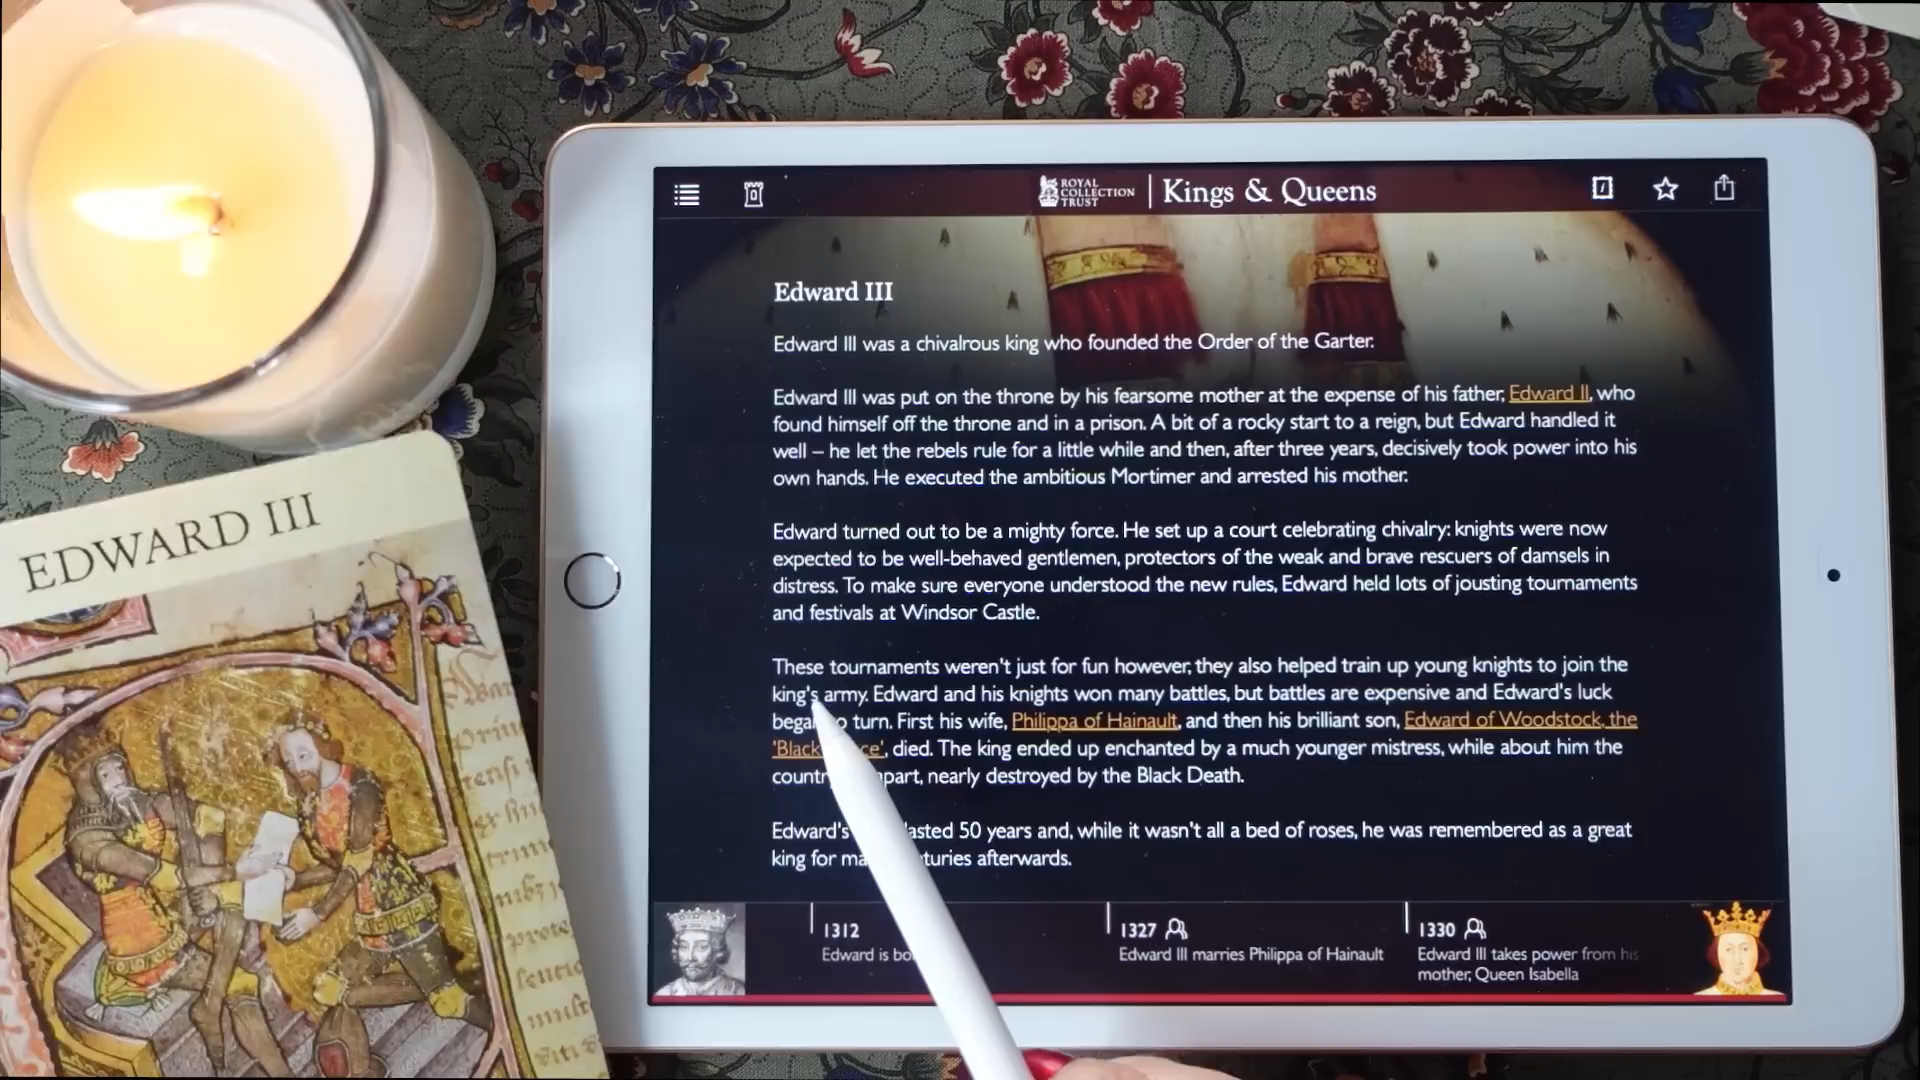 ROYAL
COLLECTION
TRUST
Kings & Queens
Edward III
Edward III was a chivalrous king who founded the Order of the Garter.
Edward III was put on the throne by his fearsome mother at the expense of his father, Edward II, who
found himself off the throne and in a prison. A bit of a rocky start to a reign, but Edward handled it
well – he let the rebels rule for a little while and then, after three years, decisively took power into his
own hands. He executed the ambitious Mortimer and arrested his mother.
Edward turned out to be a mighty force. He set up a court celebrating chivalry: knights were now
expected to be well-behaved gentlemen, protectors of the weak and brave rescuers of damsels in
distress. To make sure everyone understood the new rules, Edward held lots of jousting tournaments
and festivals at Windsor Castle.
These tournaments weren't just for fun however, they also helped train up young knights to join the
king's army. Edward and his knights won many battles, but battles are expensive and Edward's luck
turn. First his wife, Philippa of Hainault, and then his brilliant son, Edward of Woodstock, the
'Black died. The king ended up enchanted by a much younger mistress, while about him the
nearly destroyed by the Black Death.
Edward's lasted 50 years and, while it wasn't all a bed of roses, he was remembered as a great
king for afterwards.
1312
Edward is
1327
Edward III marries Philippa of Hainault
1330
Edward III takes power from his
mother, Queen Isabella
EDWARD III